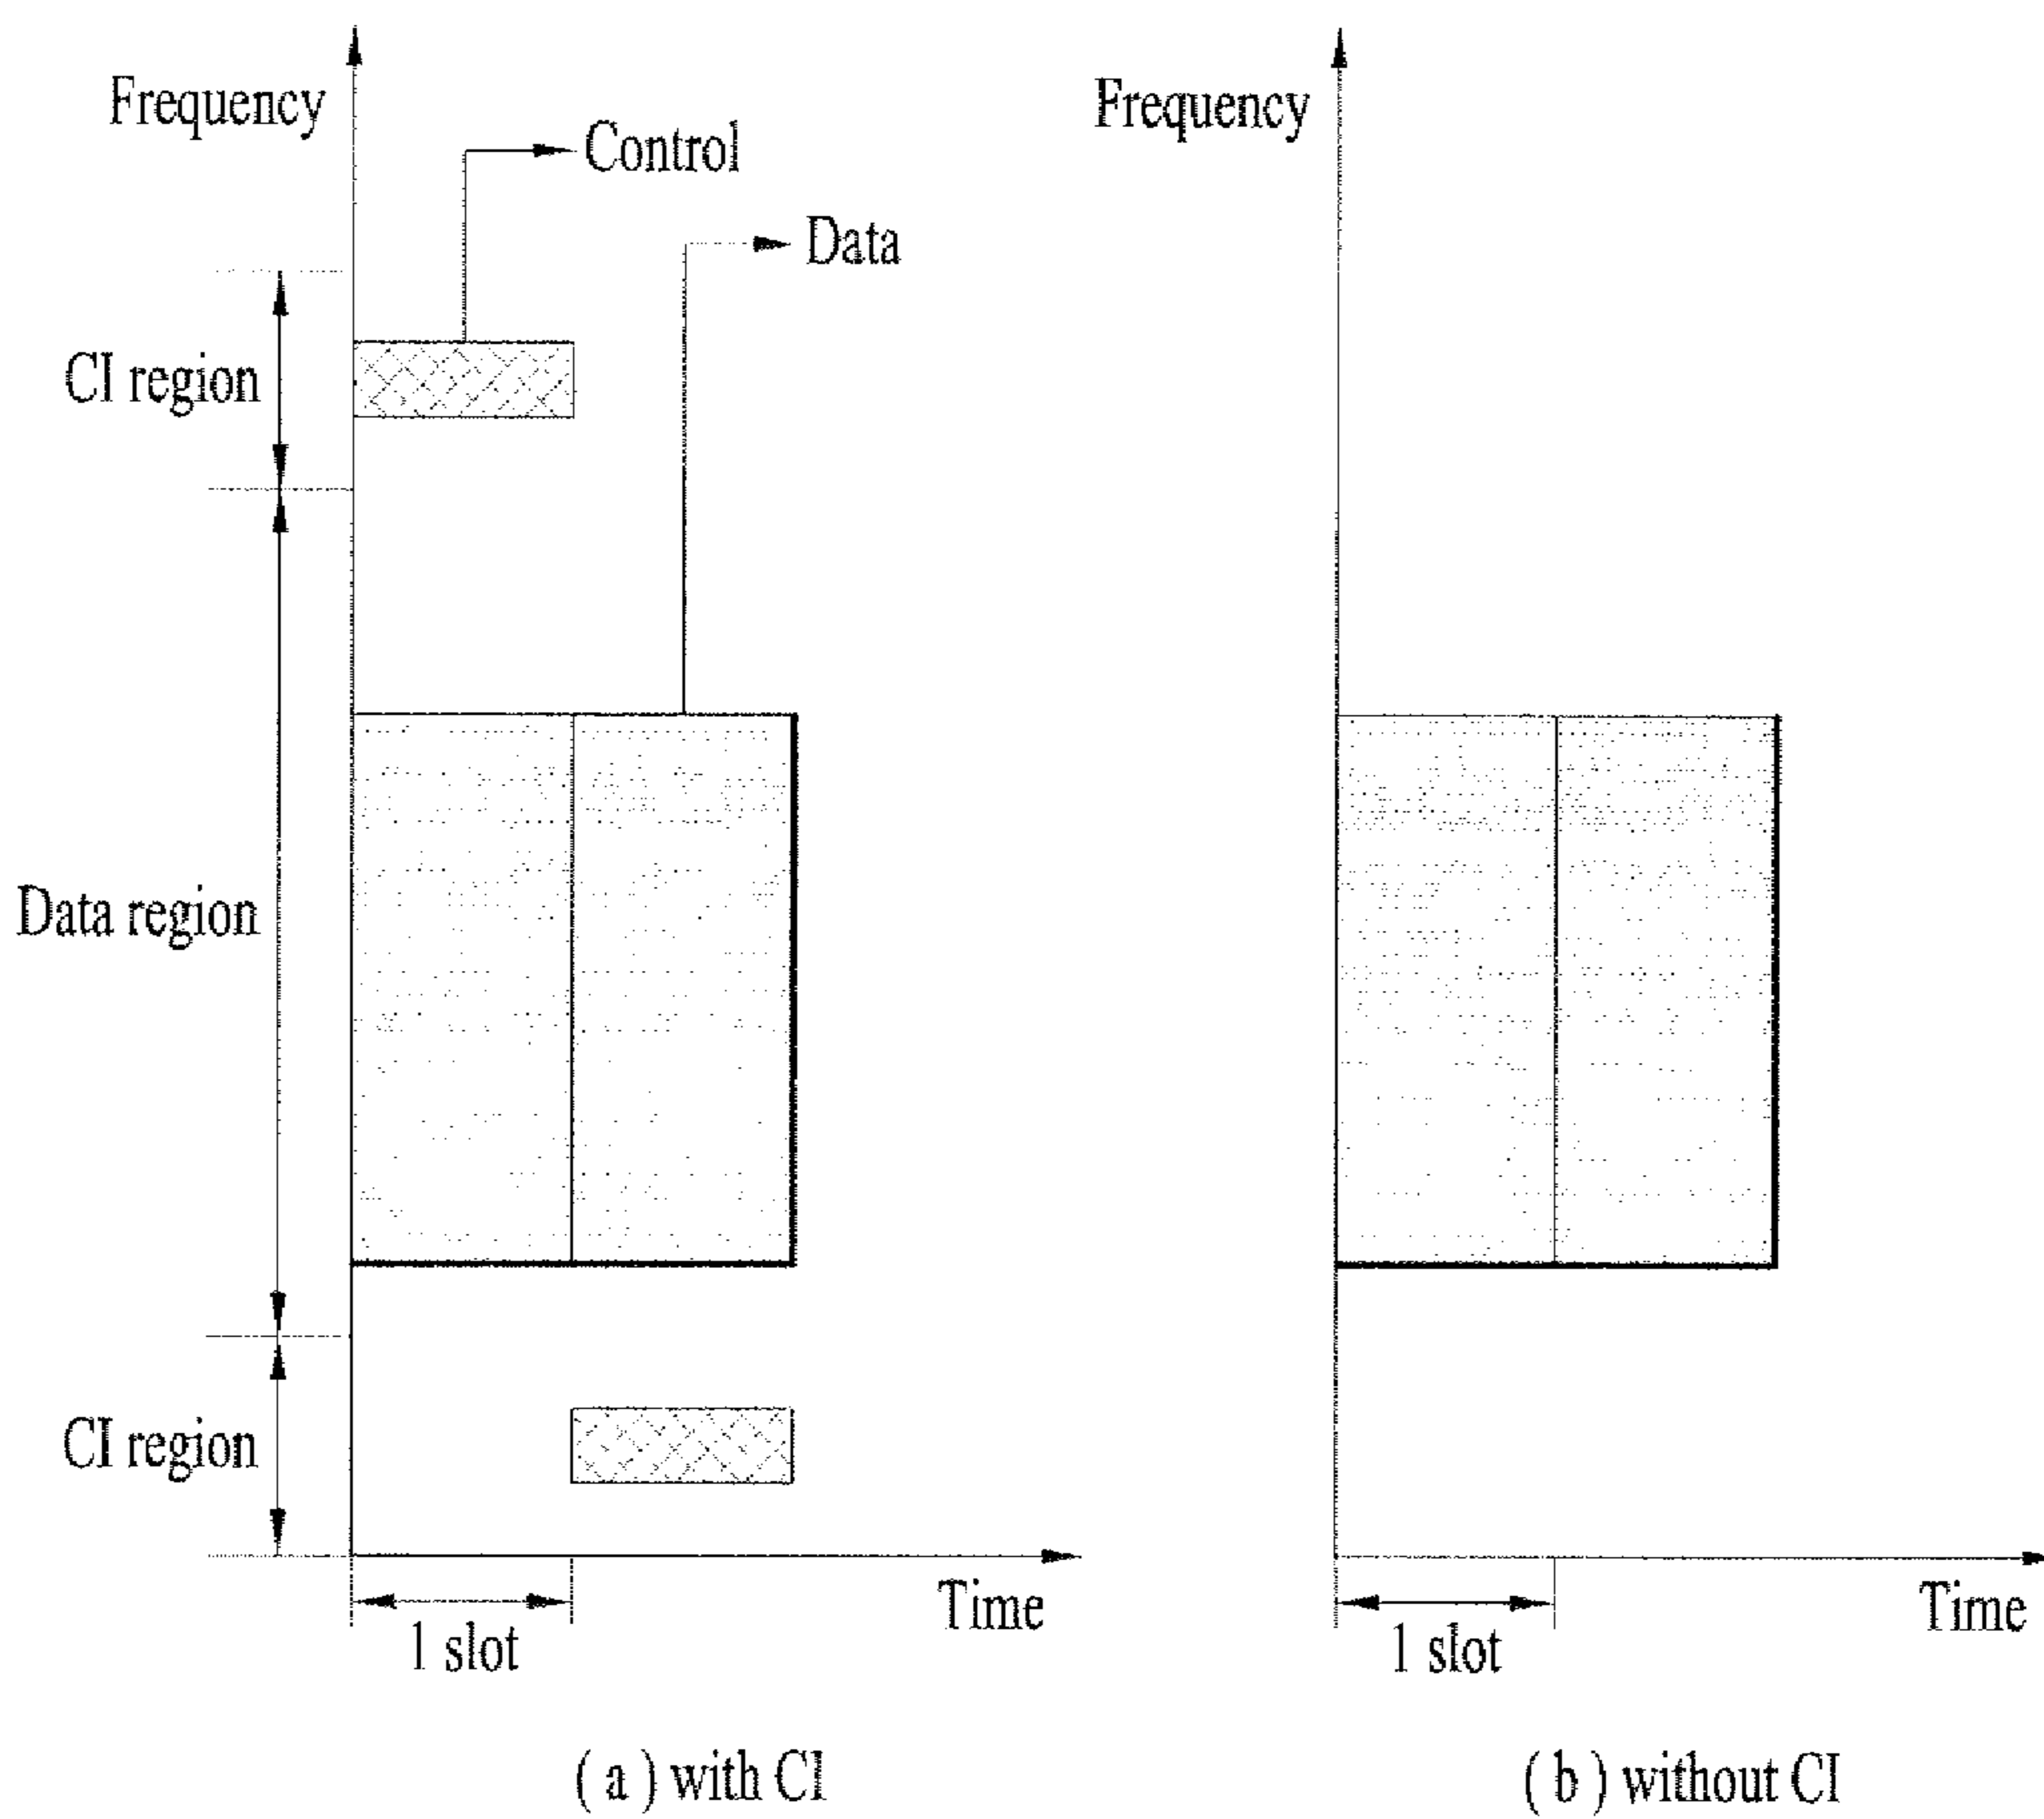 Frequency
Control
Data
CI region
Data region
CI region
Time
1 slot
( a ) with CI
Frequency
Time
1 slot
( b ) without CI